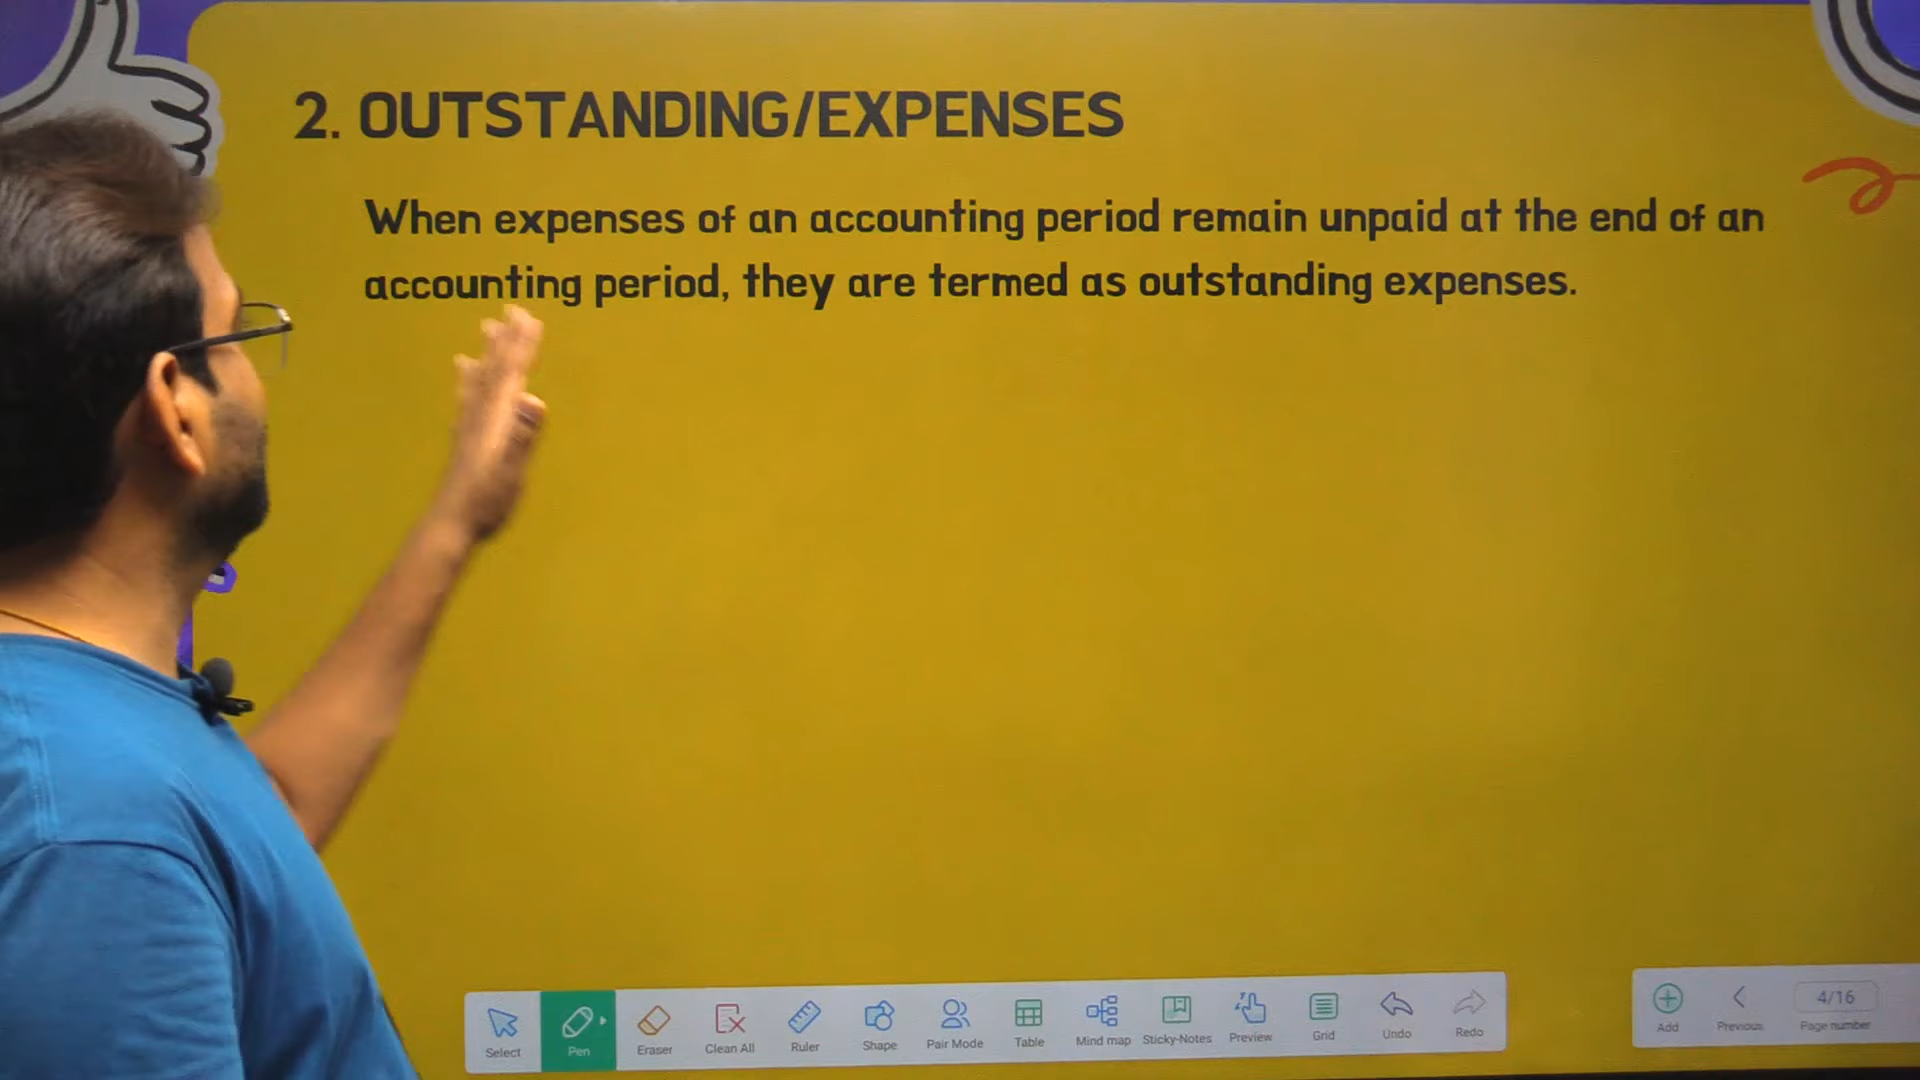 2. OUTSTANDING/EXPENSES
When expenses of an accounting period remain unpaid at the end of an
accounting period, they are termed as outstanding expenses.
Select
Pen
Eraser
Clean All
Ruler
Shape
Pair Mode
Table
Mind map
Sticky-Notes
Preview
Grid
Undo
Redo
Add
Previous
4/16
Page number